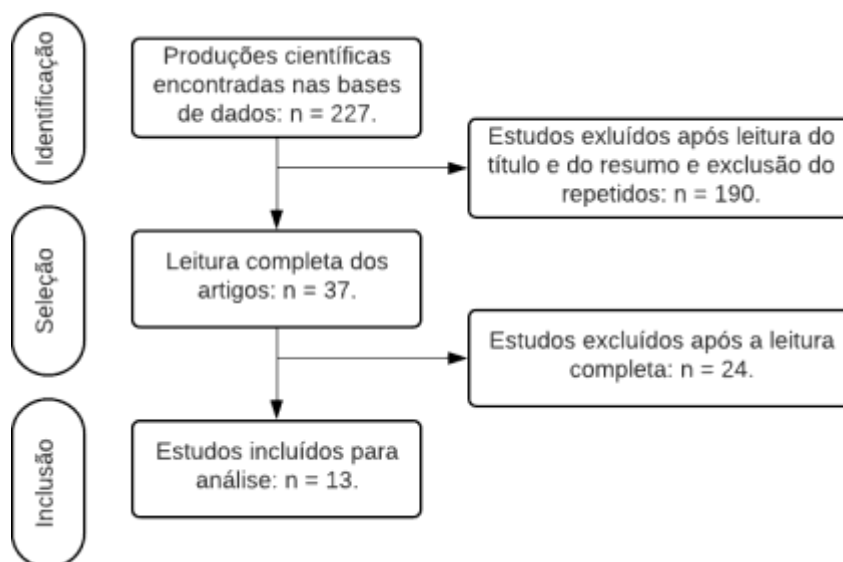 Identificação
Produções científicas
encontradas nas bases
de dados: n = 227.
Estudos exluídos após leitura do
título e do resumo e exclusão do
repetidos: n = 190.
Seleção
Leitura completa dos
artigos: n = 37.
Estudos excluídos após a leitura
completa: n = 24.
Inclusão
Estudos incluídos para
análise: n = 13.